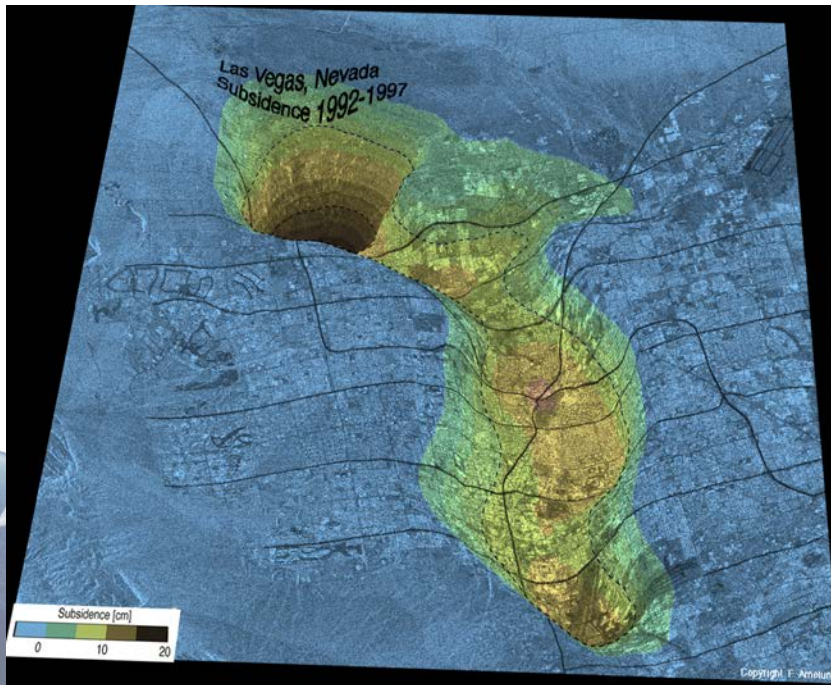 Las Vegas, Nevada
Subsidence 1992-1997
Subsidence [cm]
0 10 20
Copyright, F. Amelung